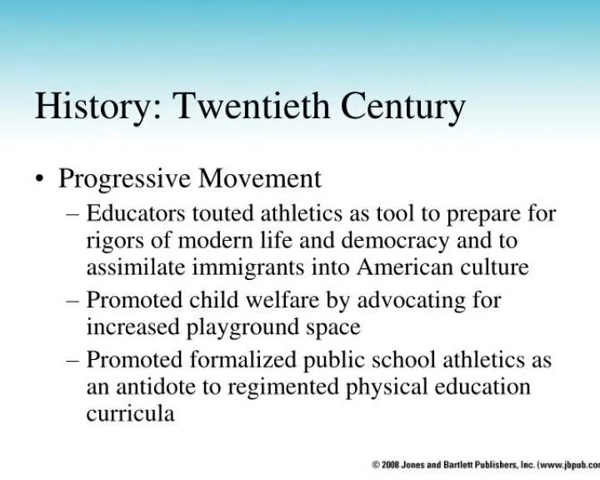 History: Twentieth Century
• Progressive Movement
– Educators touted athletics as tool to prepare for
rigors of modern life and democracy and to
assimilate immigrants into American culture
– Promoted child welfare by advocating for
increased playground space
– Promoted formalized public school athletics as
an antidote to regimented physical education
curricula
© 2008 Jones and Bartlett Publishers, Inc. (www.jbpub.com